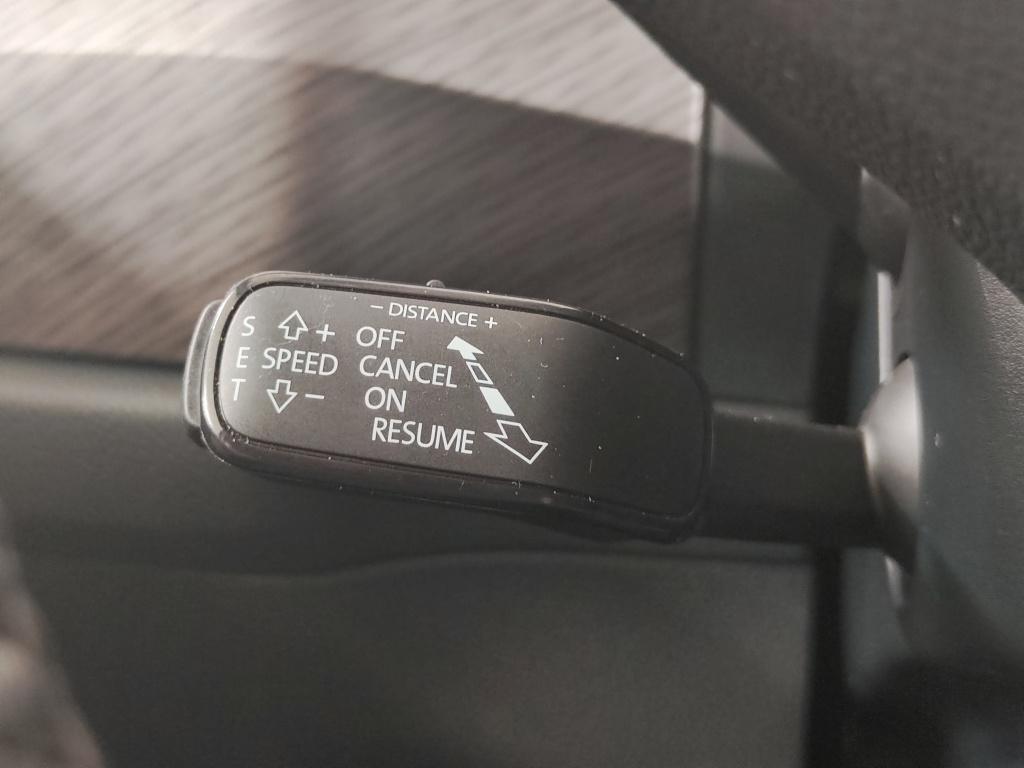 − DISTANCE +
S
E
T
+
SPEED
−
OFF
CANCEL
ON
RESUME